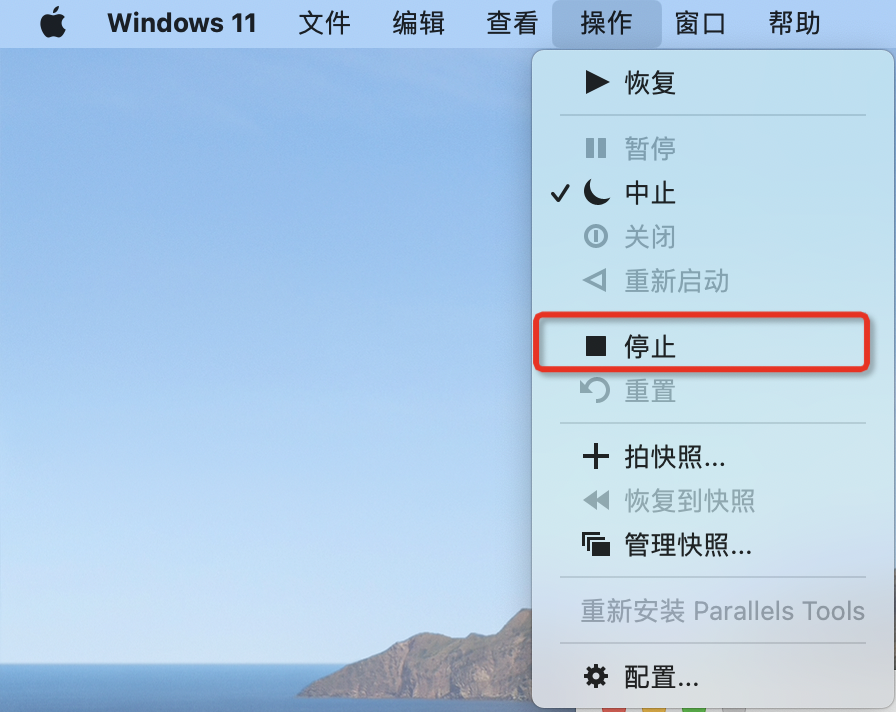 Windows 11 文件 编辑 查看 操作 窗口 帮助
恢复
暂停
中止
关闭
重新启动
停止
重置
拍快照...
恢复到快照
管理快照...
重新安装 Parallels Tools
配置...